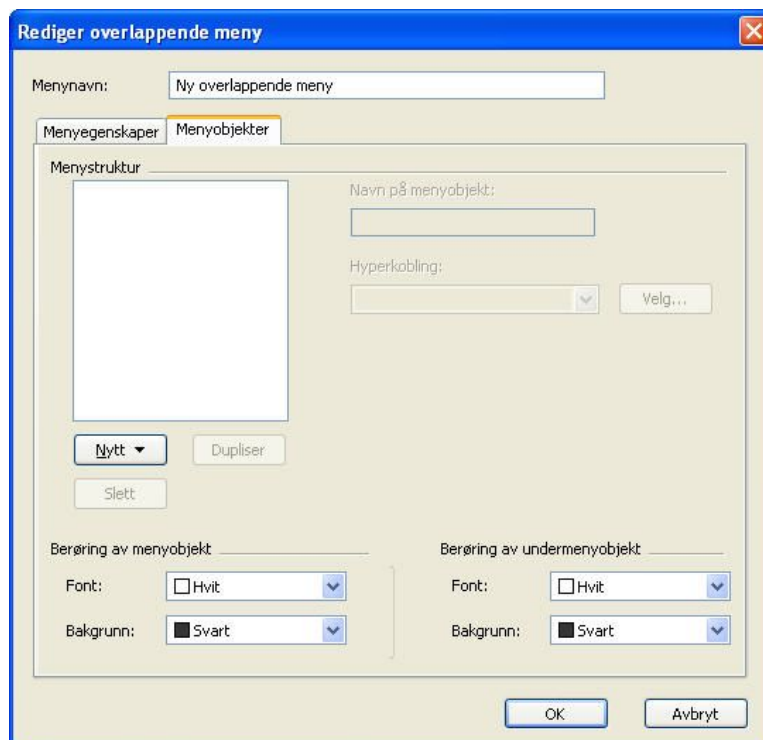 Rediger overlappende meny
Menynavn: Ny overlappende meny
Menyegenskaper Menyobjekter
Menystruktur
Navn på menyobjekt:
Hyperkobling:
Velg...
Nytt Dupliser
Slett
Berøring av menyobjekt Berøring av undermenyobjekt
Font: Hvit Font: Hvit
Bakgrunn: Svart Bakgrunn: Svart
OK Avbryt